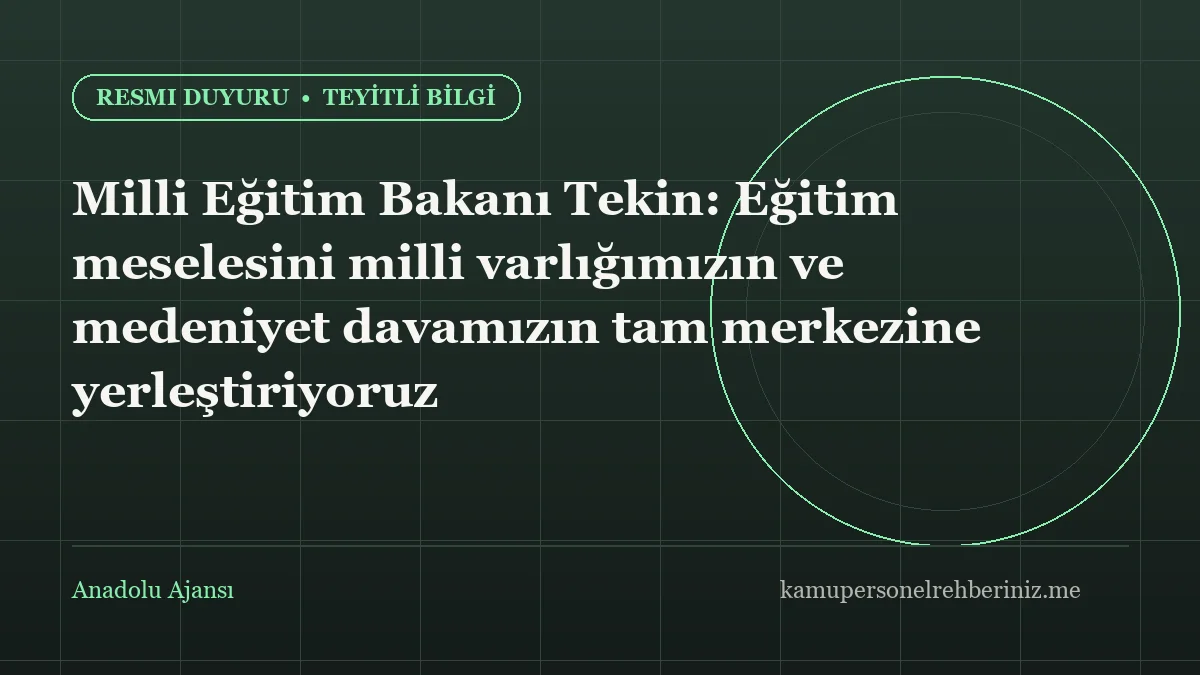 RESMI DUYURU • TEYİTLİ BİLGİ
Milli Eğitim Bakanı Tekin: Eğitim
meselesini milli varlığımızın ve
medeniyet davamızın tam merkezine
yerleştiriyoruz
Anadolu Ajansı
kamupersonelrehberiniz.me